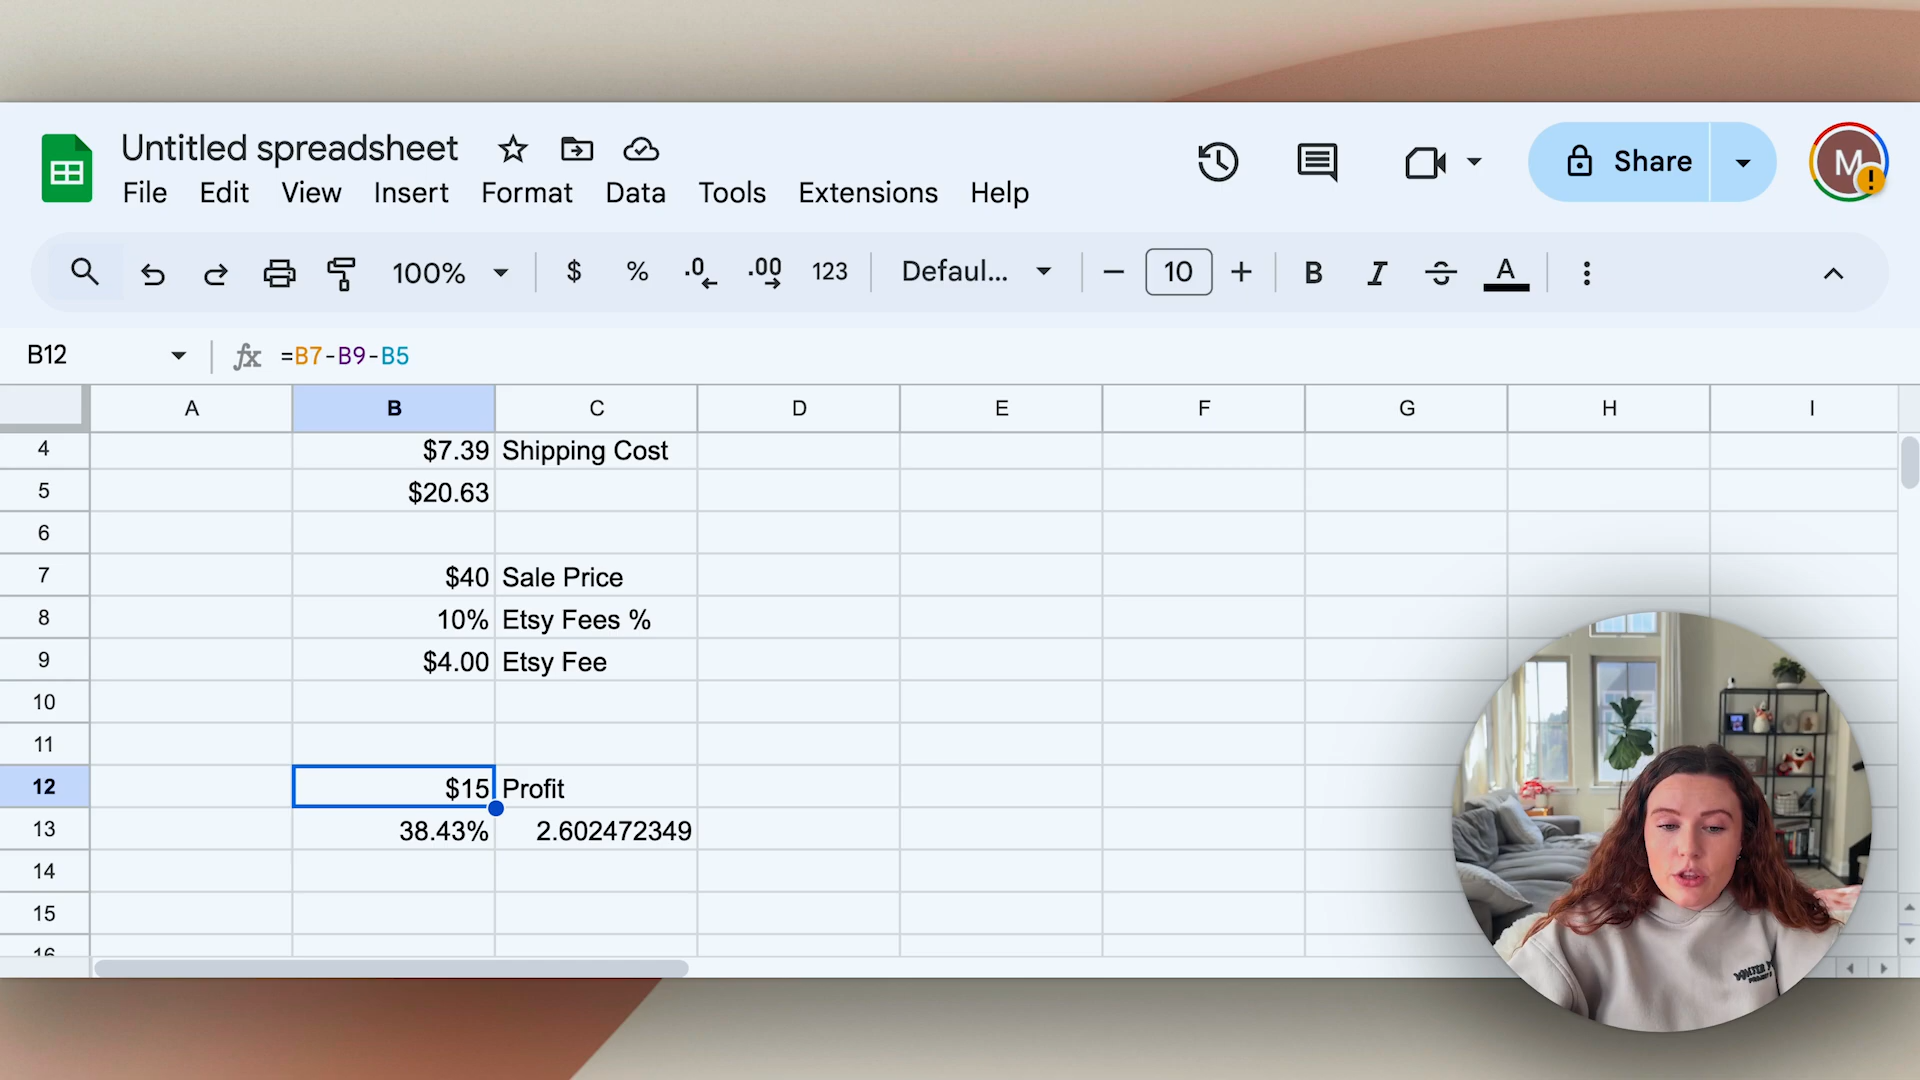 Untitled spreadsheet
File Edit View Insert Format Data Tools Extensions Help
Share
M
100% $ % .0 .00 123 Defaul... 10 B I A
B12 fx =B7-B9-B5
A B C D E F G H I
4 $7.39 Shipping Cost
5 $20.63
6
7 $40 Sale Price
8 10% Etsy Fees %
9 $4.00 Etsy Fee
10
11
12 $15 Profit
13 38.43% 2.602472349
14
15
16